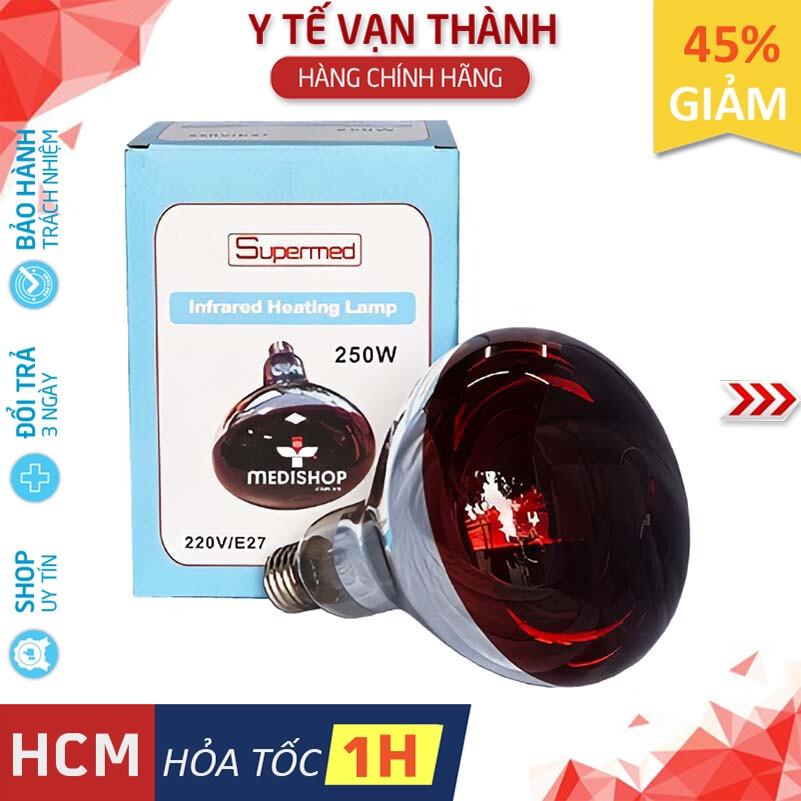 Y TẾ VẠN THÀNH
HÀNG CHÍNH HÃNG
45%
GIẢM
BẢO HÀNH
TRÁCH NHIỆM
ĐỔI TRẢ
3 NGÀY
SHOP
UY TÍN
Supermed
Infrared Heating Lamp
250W
MEDISHOP
220V/E27
HCM HỎA TỐC 1H